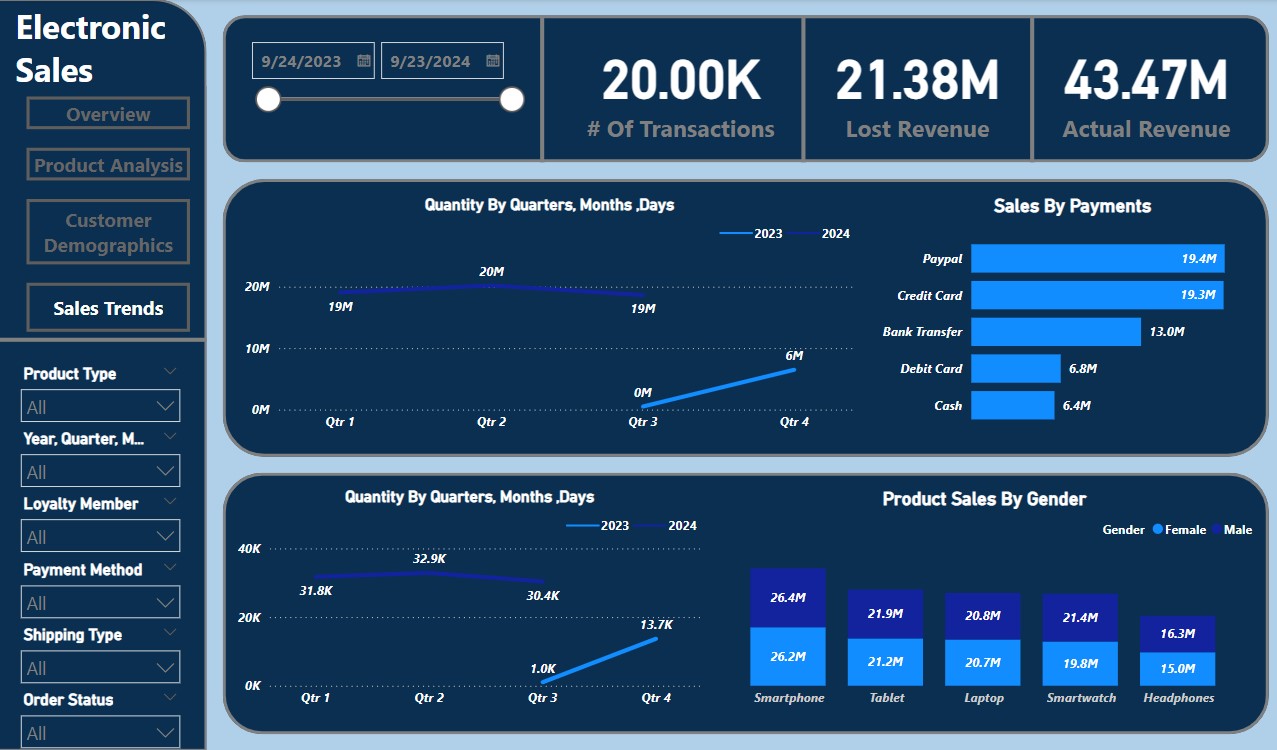 Electronic
Sales
Overview
Product Analysis
Customer
Demographics
Sales Trends
Product Type
All
Year, Quarter, M...
All
Loyalty Member
All
Payment Method
All
Shipping Type
All
Order Status
All
9/24/2023
9/23/2024
20.00K
# Of Transactions
21.38M
Lost Revenue
43.47M
Actual Revenue
Quantity By Quarters, Months ,Days
2023
2024
20M
10M
0M
19M
20M
19M
0M
6M
Qtr 1
Qtr 2
Qtr 3
Qtr 4
Sales By Payments
Paypal
19.4M
Credit Card
19.3M
Bank Transfer
13.0M
Debit Card
6.8M
Cash
6.4M
Quantity By Quarters, Months ,Days
2023
2024
40K
20K
0K
31.8K
32.9K
30.4K
1.0K
13.7K
Qtr 1
Qtr 2
Qtr 3
Qtr 4
Product Sales By Gender
Gender
Female
Male
26.4M
21.9M
20.8M
21.4M
16.3M
26.2M
21.2M
20.7M
19.8M
15.0M
Smartphone
Tablet
Laptop
Smartwatch
Headphones